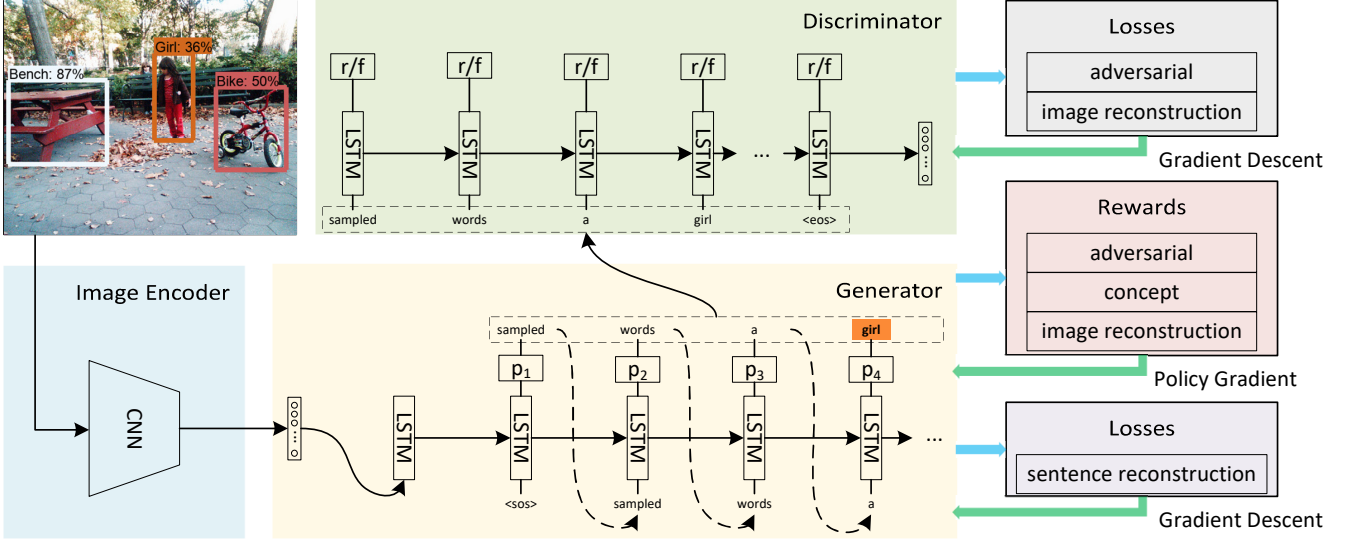 Bench: 87%
Girl: 36%
Bike: 50%
Discriminator
r/f r/f r/f r/f r/f
LSTM LSTM LSTM LSTM ... LSTM
sampled words a girl <eos>
Losses
adversarial
image reconstruction
Gradient Descent
Image Encoder
CNN
Generator
sampled words a girl
p1 p2 p3 p4
LSTM LSTM LSTM LSTM LSTM ...
<sos> sampled words a
Rewards
adversarial
concept
image reconstruction
Policy Gradient
Losses
sentence reconstruction
Gradient Descent